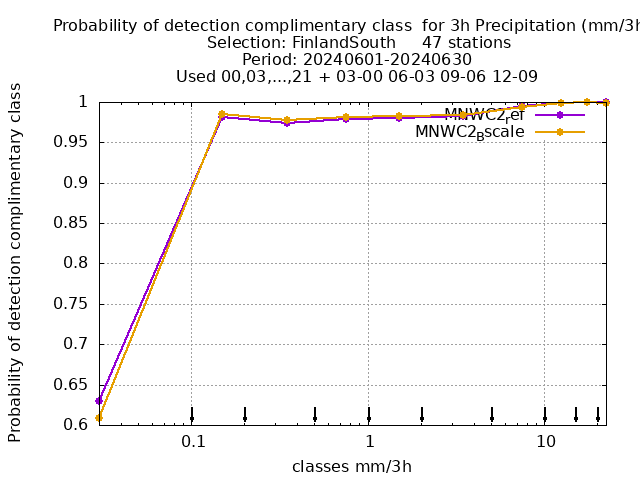 Probability of detection complimentary class for 3h Precipitation (mm/3h
Selection: FinlandSouth 47 stations
Period: 20240601-20240630
Used 00,03,...,21 + 03-00 06-03 09-06 12-09
Probability of detection complimentary class
1
0.95
0.9
0.85
0.8
0.75
0.7
0.65
0.6
MNWC2ref
MNWC2Bscale
0.1
1
10
classes mm/3h